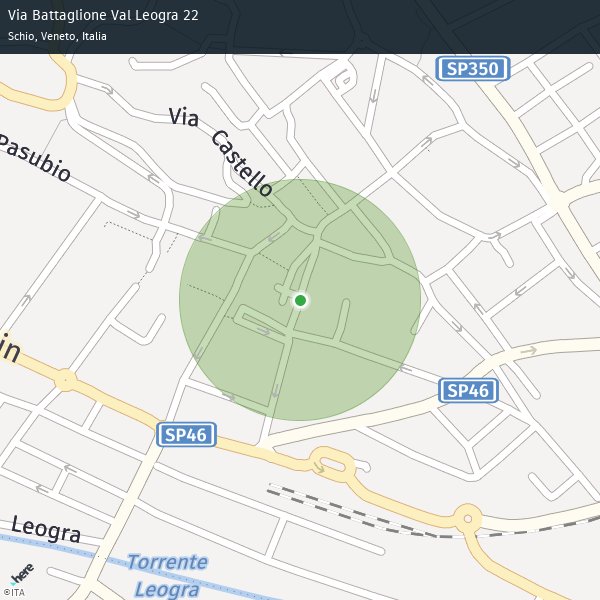 Via Battaglione Val Leogra 22
Schio, Veneto, Italia
SP350
Via Castello
Pasubio
in
SP46
SP46
Leogra
Torrente
Leogra
here
©ITA